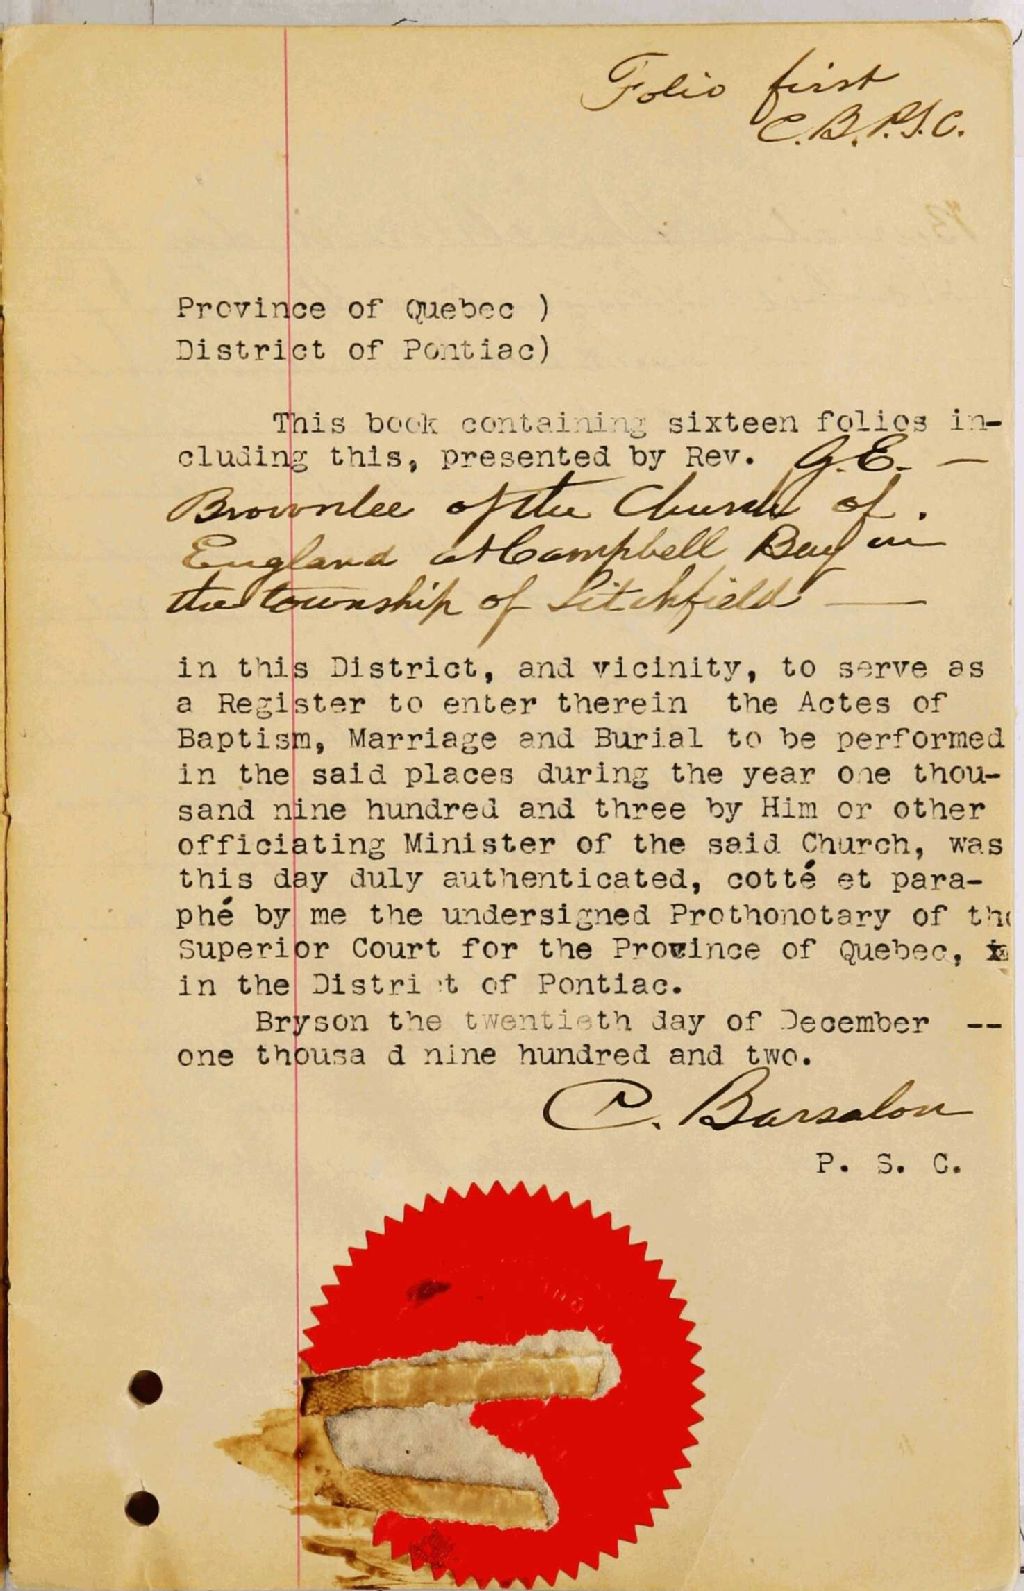 Folio first
C.B.P.S.C.
Province of Quebec )
District of Pontiac)
This book containing sixteen folios in-
cluding this, presented by Rev. G.E. —
Brownlee of the Church of
England at Campbell Bay in
the township of Litchfield —
in this District, and vicinity, to serve as
a Register to enter therein the Actes of
Baptism, Marriage and Burial to be performed
in the said places during the year one thou-
sand nine hundred and three by Him or other
officiating Minister of the said Church, was
this day duly authenticated, cotté et para-
phé by me the undersigned Prothonotary of the
Superior Court for the Province of Quebec,
in the Distri t of Pontiac.
Bryson the twentieth day of December --
one thousa d nine hundred and two.
C. Barsalou
P. S. C.